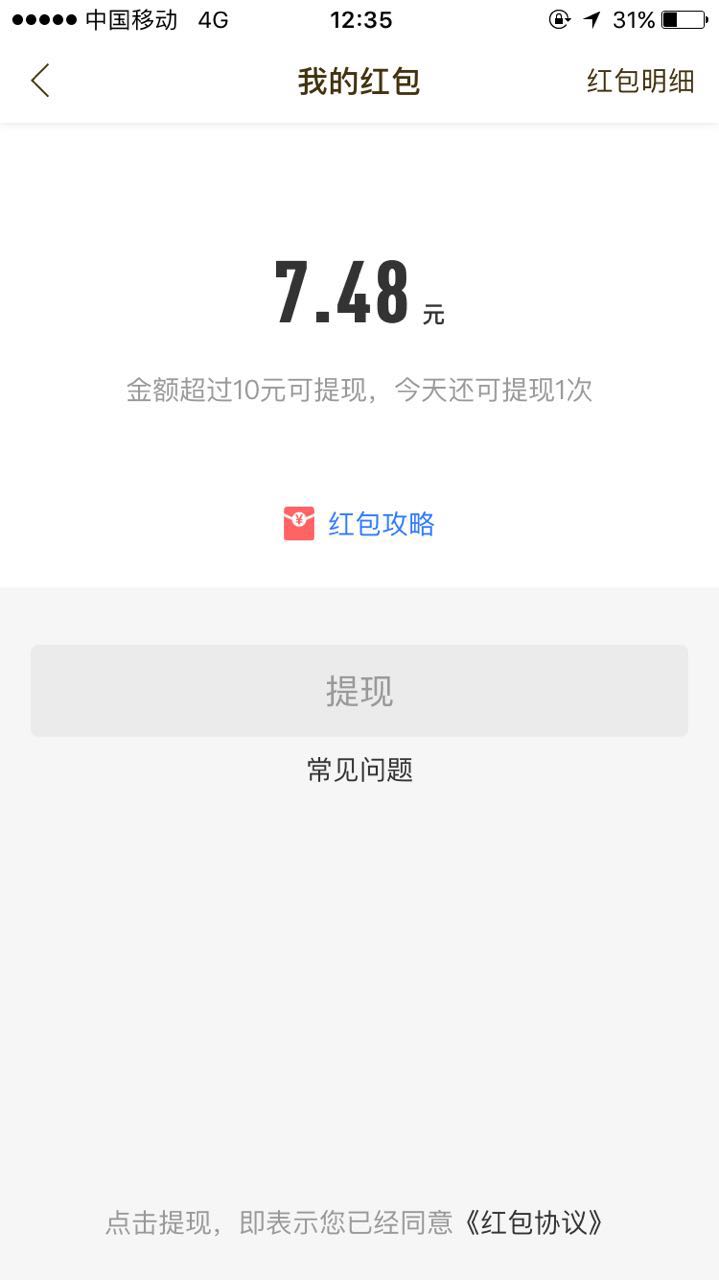 中国移动 4G 12:35 31%
我的红包 红包明细
7.48 元
金额超过10元可提现，今天还可提现1次
红包攻略
提现
常见问题
点击提现，即表示您已经同意《红包协议》